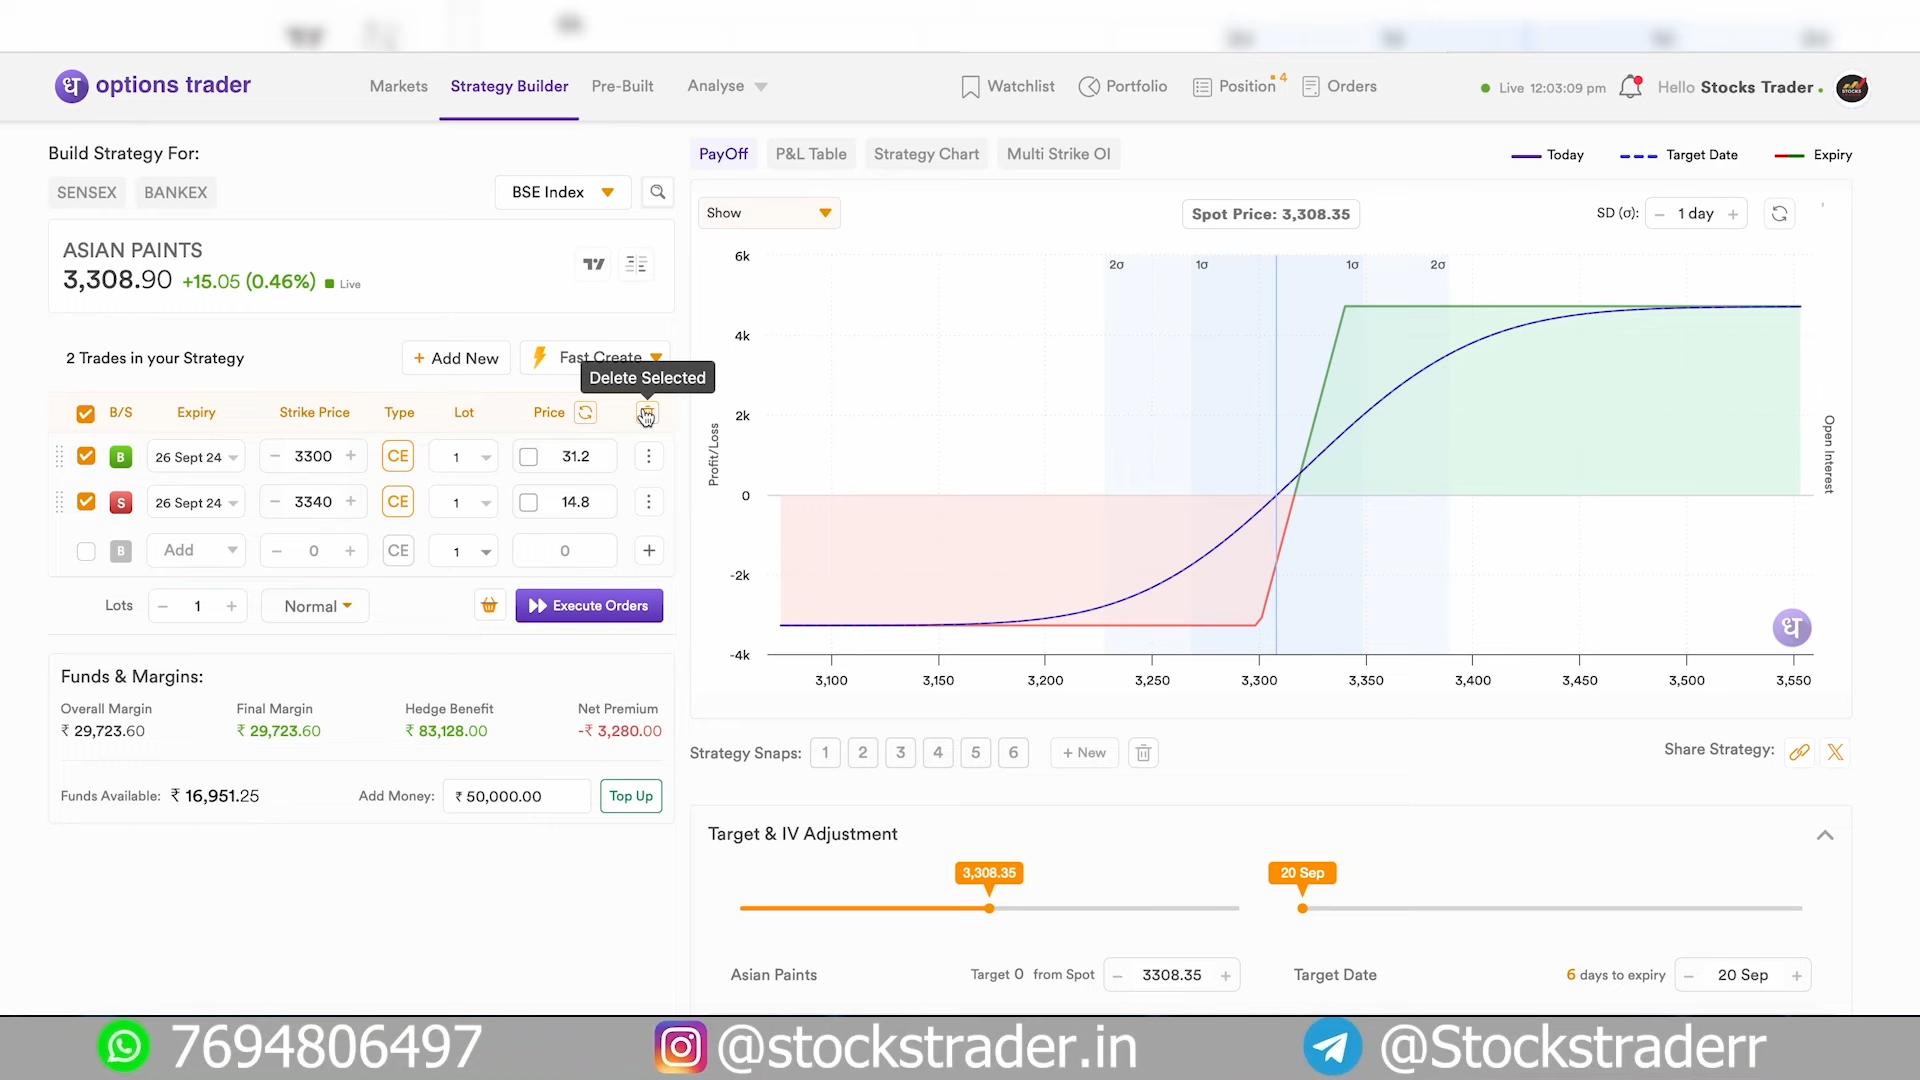 ध options trader
Markets
Strategy Builder
Pre-Built
Analyse
Watchlist
Portfolio
Position 4
Orders
Live 12:03:09 pm
Hello Stocks Trader
Build Strategy For:
SENSEX
BANKEX
BSE Index
ASIAN PAINTS
3,308.90 +15.05 (0.46%) Live
2 Trades in your Strategy
+ Add New
Fast Create
Delete Selected
B/S Expiry Strike Price Type Lot Price
B 26 Sept 24 − 3300 + CE 1 31.2
S 26 Sept 24 − 3340 + CE 1 14.8
B Add − 0 + CE 1 0 +
Lots − 1 + Normal Execute Orders
Funds & Margins:
Overall Margin Final Margin Hedge Benefit Net Premium
₹ 29,723.60 ₹ 29,723.60 ₹ 83,128.00 -₹ 3,280.00
Funds Available: ₹ 16,951.25 Add Money: ₹ 50,000.00 Top Up
PayOff
P&L Table
Strategy Chart
Multi Strike OI
Today
Target Date
Expiry
Show
Spot Price: 3,308.35
SD (σ): − 1 day +
2σ 1σ 1σ 2σ
6k
4k
2k
0
-2k
-4k
Profit/Loss
Open Interest
ध
3,100 3,150 3,200 3,250 3,300 3,350 3,400 3,450 3,500 3,550
Strategy Snaps: 1 2 3 4 5 6 + New
Share Strategy:
Target & IV Adjustment
3,308.35
20 Sep
Asian Paints Target 0 from Spot − 3308.35 +
Target Date 6 days to expiry − 20 Sep +
7694806497
@stockstrader.in
@Stockstraderr